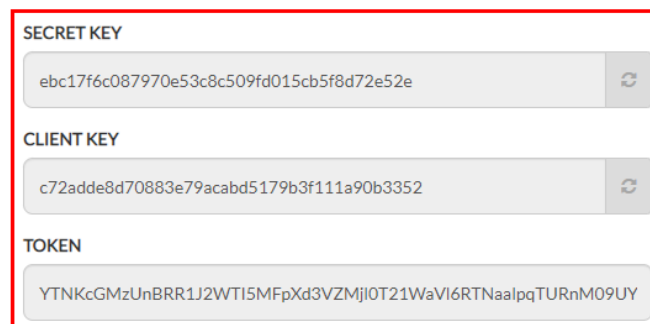 SECRET KEY
ebc17f6c087970e53c8c509fd015cb5f8d72e52e
CLIENT KEY
c72adde8d70883e79acabd5179b3f111a90b3352
TOKEN
YTNKcGMzUnBRR1J2WTI5MFpXd3VZMjl0T21WaVl6RTNaalpqTURnM09UY